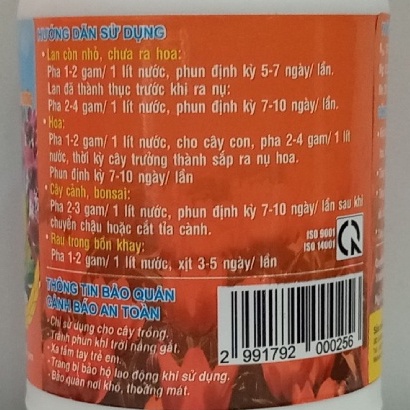 HƯỚNG DẪN SỬ DỤNG
• Lan còn nhỏ, chưa ra hoa:
Pha 1-2 gam/ 1 lít nước, phun định kỳ 5-7 ngày/ lần.
Lan đã thành thục trước khi ra nụ:
Pha 2-4 gam/ 1 lít nước, phun định kỳ 7-10 ngày/ lần.
• Hoa:
Pha 1-2 gam/ 1 lít nước, cho cây con, pha 2-4 gam/ 1 lít
nước, thời kỳ cây trưởng thành sắp ra nụ hoa.
Phun định kỳ 7-10 ngày/ lần
• Cây cảnh, bonsai:
Pha 2-3 gam/ 1 lít nước, phun định kỳ 7-10 ngày/ lần sau khi
chuyển chậu hoặc cắt tỉa cành.
• Rau trong bồn khay:
Pha 1-2 gam/ 1 lít nước, xịt 3-5 ngày/ lần
ISO 9001
ISO 14001
THÔNG TIN BẢO QUẢN
CẢNH BÁO AN TOÀN
- Chỉ sử dụng cho cây trồng.
- Tránh phun khi trời nắng gắt.
- Xa tầm tay trẻ em.
- Trang bị bảo hộ lao động khi sử dụng.
- Bảo quản nơi khô, thoáng mát.
2 991792 000256